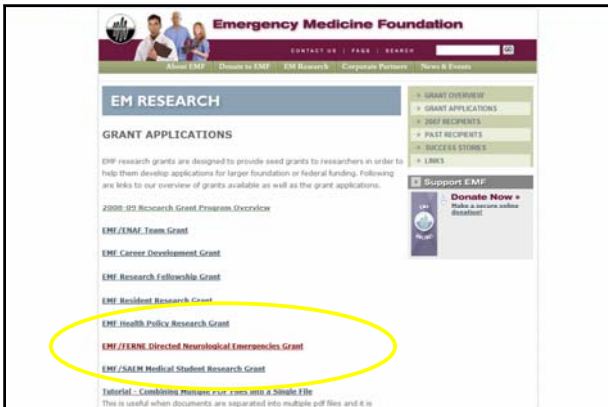 Emergency Medicine Foundation
CONTACT US | FAQS | SEARCH GO
About EMF Donate to EMF EM Research Corporate Partners News & Events
EM RESEARCH
GRANT APPLICATIONS
EMF research grants are designed to provide seed grants to researchers in order to
help them develop applications for larger foundation or federal funding. Following
are links to our overview of grants available as well as the grant applications.
2008-09 Research Grant Program Overview
EMF/ENAF Team Grant
EMF Career Development Grant
EMF Research Fellowship Grant
EMF Resident Research Grant
EMF Health Policy Research Grant
EMF/FERNE Directed Neurological Emergencies Grant
EMF/SAEM Medical Student Research Grant
Tutorial - Combining Multiple PDF Files into a Single File
This is useful when documents are separated into multiple pdf files and it is
GRANT OVERVIEW
GRANT APPLICATIONS
2007 RECIPIENTS
PAST RECIPIENTS
SUCCESS STORIES
LINKS
Support EMF
Donate Now »
Make a secure online
donation!